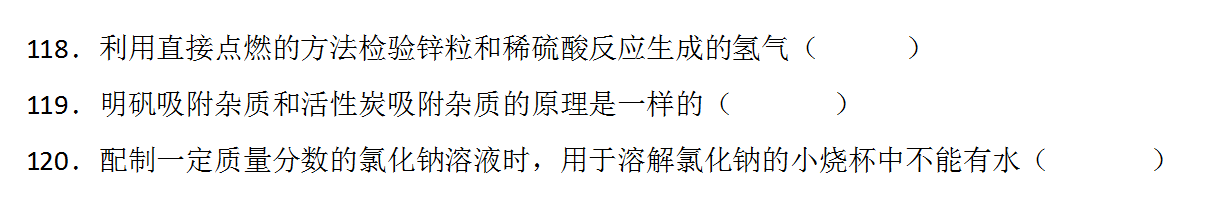 118．利用直接点燃的方法检验锌粒和稀硫酸反应生成的氢气（　　　）
119．明矾吸附杂质和活性炭吸附杂质的原理是一样的（　　　）
120．配制一定质量分数的氯化钠溶液时，用于溶解氯化钠的小烧杯中不能有水（　　　）